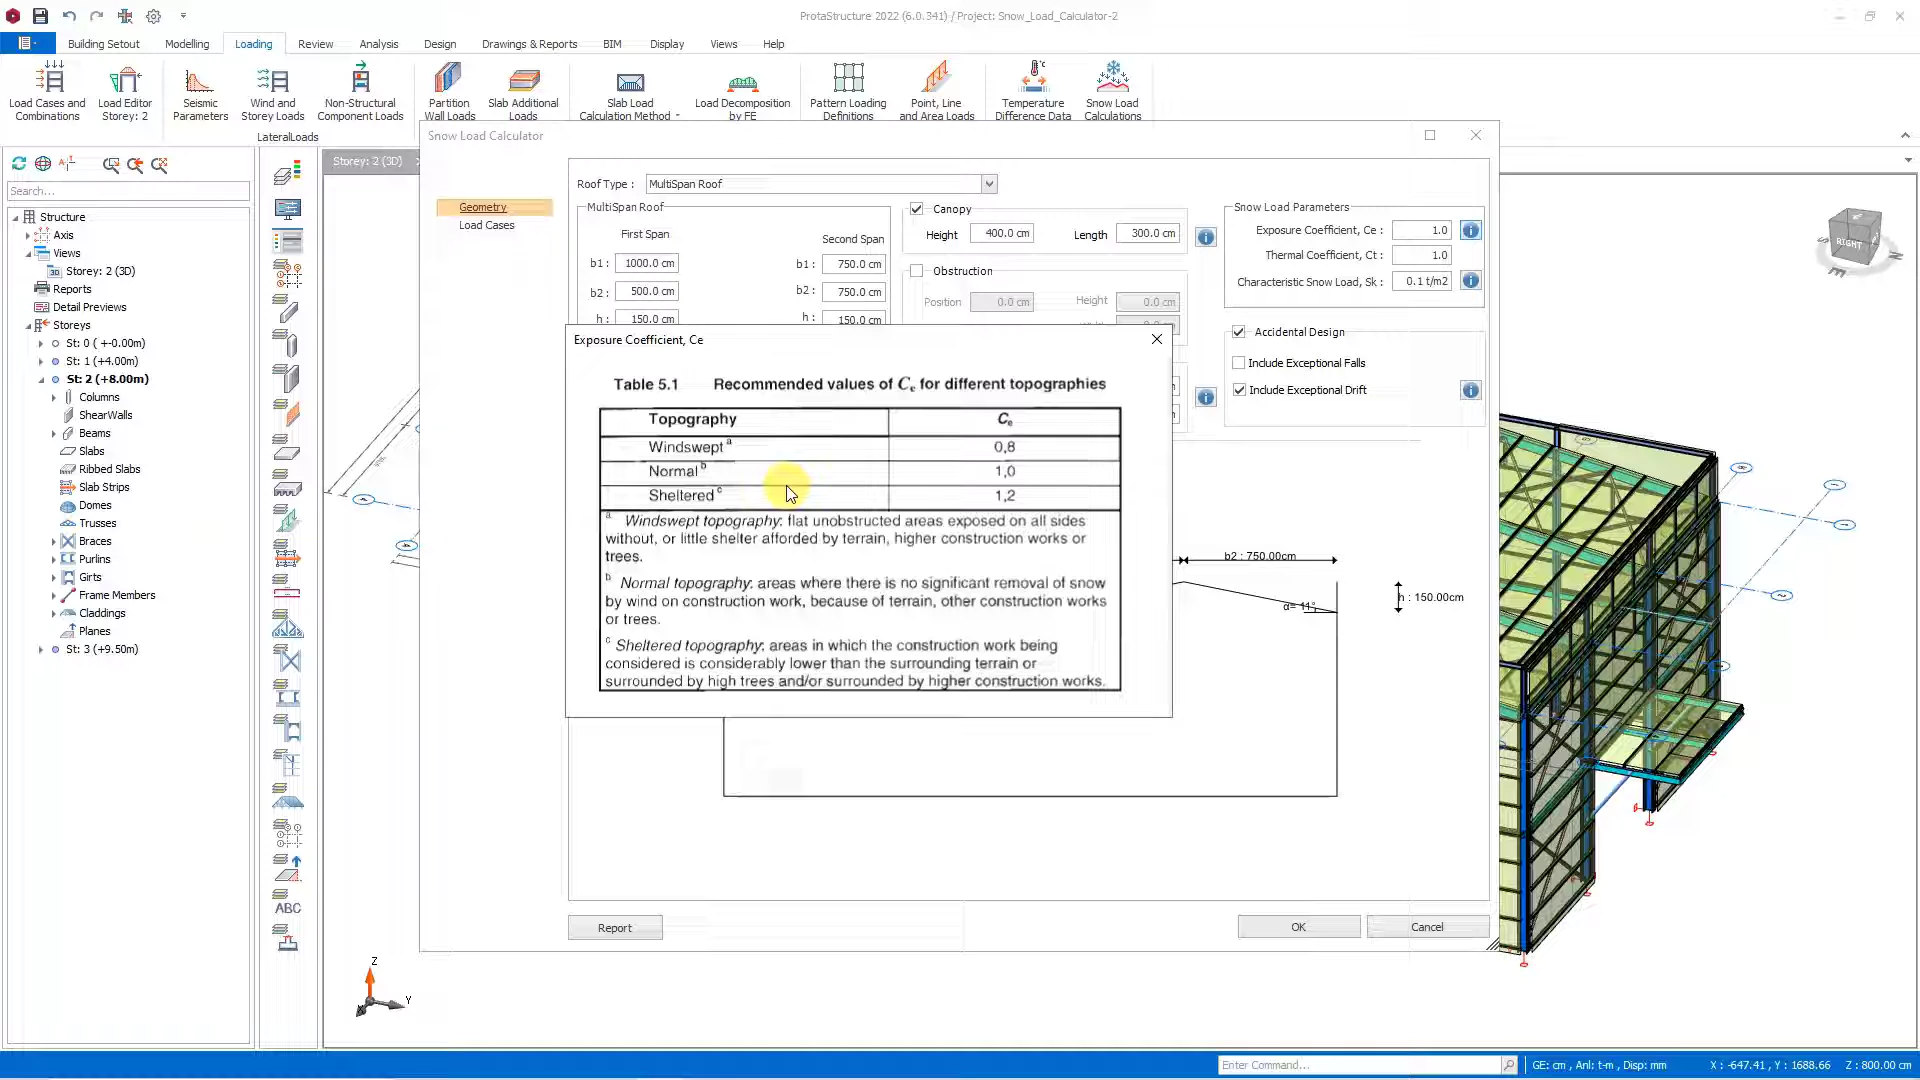 ProtaStructure 2022 (6.0.341) / Project: Snow_Load_Calculator-2
Building Setout Modelling Loading Review Analysis Design Drawings & Reports BIM Display Views Help
Load Cases and Combinations
Load Editor Storey: 2
Seismic Parameters
Wind and Storey Loads
Non-Structural Component Loads
Partition Wall Loads
Slab Additional Loads
Slab Load Calculation Method
Load Decomposition by FE
Pattern Loading Definitions
Point, Line and Area Loads
Temperature Difference Data
Snow Load Calculations
LateralLoads
Search...
Structure
Axis
Views
Storey: 2 (3D)
Reports
Detail Previews
Storeys
St: 0 ( +-0.00m)
St: 1 (+4.00m)
St: 2 (+8.00m)
Columns
ShearWalls
Beams
Slabs
Ribbed Slabs
Slab Strips
Domes
Trusses
Braces
Purlins
Girts
Frame Members
Claddings
Planes
St: 3 (+9.50m)
ABC
Storey: 2 (3D)
Snow Load Calculator
Geometry
Load Cases
Roof Type : MultiSpan Roof
MultiSpan Roof
First Span Second Span
b1 : 1000.0 cm b1 : 750.0 cm
b2 : 500.0 cm b2 : 750.0 cm
h : 150.0 cm h : 150.0 cm
Canopy
Height 400.0 cm Length 300.0 cm
Obstruction
Position 0.0 cm Height 0.0 cm
Snow Load Parameters
Exposure Coefficient, Ce : 1.0
Thermal Coefficient, Ct : 1.0
Characteristic Snow Load, Sk : 0.1 t/m2
Accidental Design
Include Exceptional Falls
Include Exceptional Drift
Exposure Coefficient, Ce
Table 5.1 Recommended values of Ce for different topographies
Topography Ce
Windswept a 0,8
Normal b 1,0
Sheltered c 1,2
a Windswept topography: flat unobstructed areas exposed on all sides
without, or little shelter afforded by terrain, higher construction works or
trees.
b Normal topography: areas where there is no significant removal of snow
by wind on construction work, because of terrain, other construction works
or trees.
c Sheltered topography: areas in which the construction work being
considered is considerably lower than the surrounding terrain or
surrounded by high trees and/or surrounded by higher construction works.
b2 : 750.00cm
α= 11°
h : 150.00cm
Report OK Cancel
RIGHT
S
E
N
Z
Y
Enter Command...
GE: cm , Anl: t-m , Disp: mm
X : -647.41 , Y : 1688.66 Z : 800.00 cm